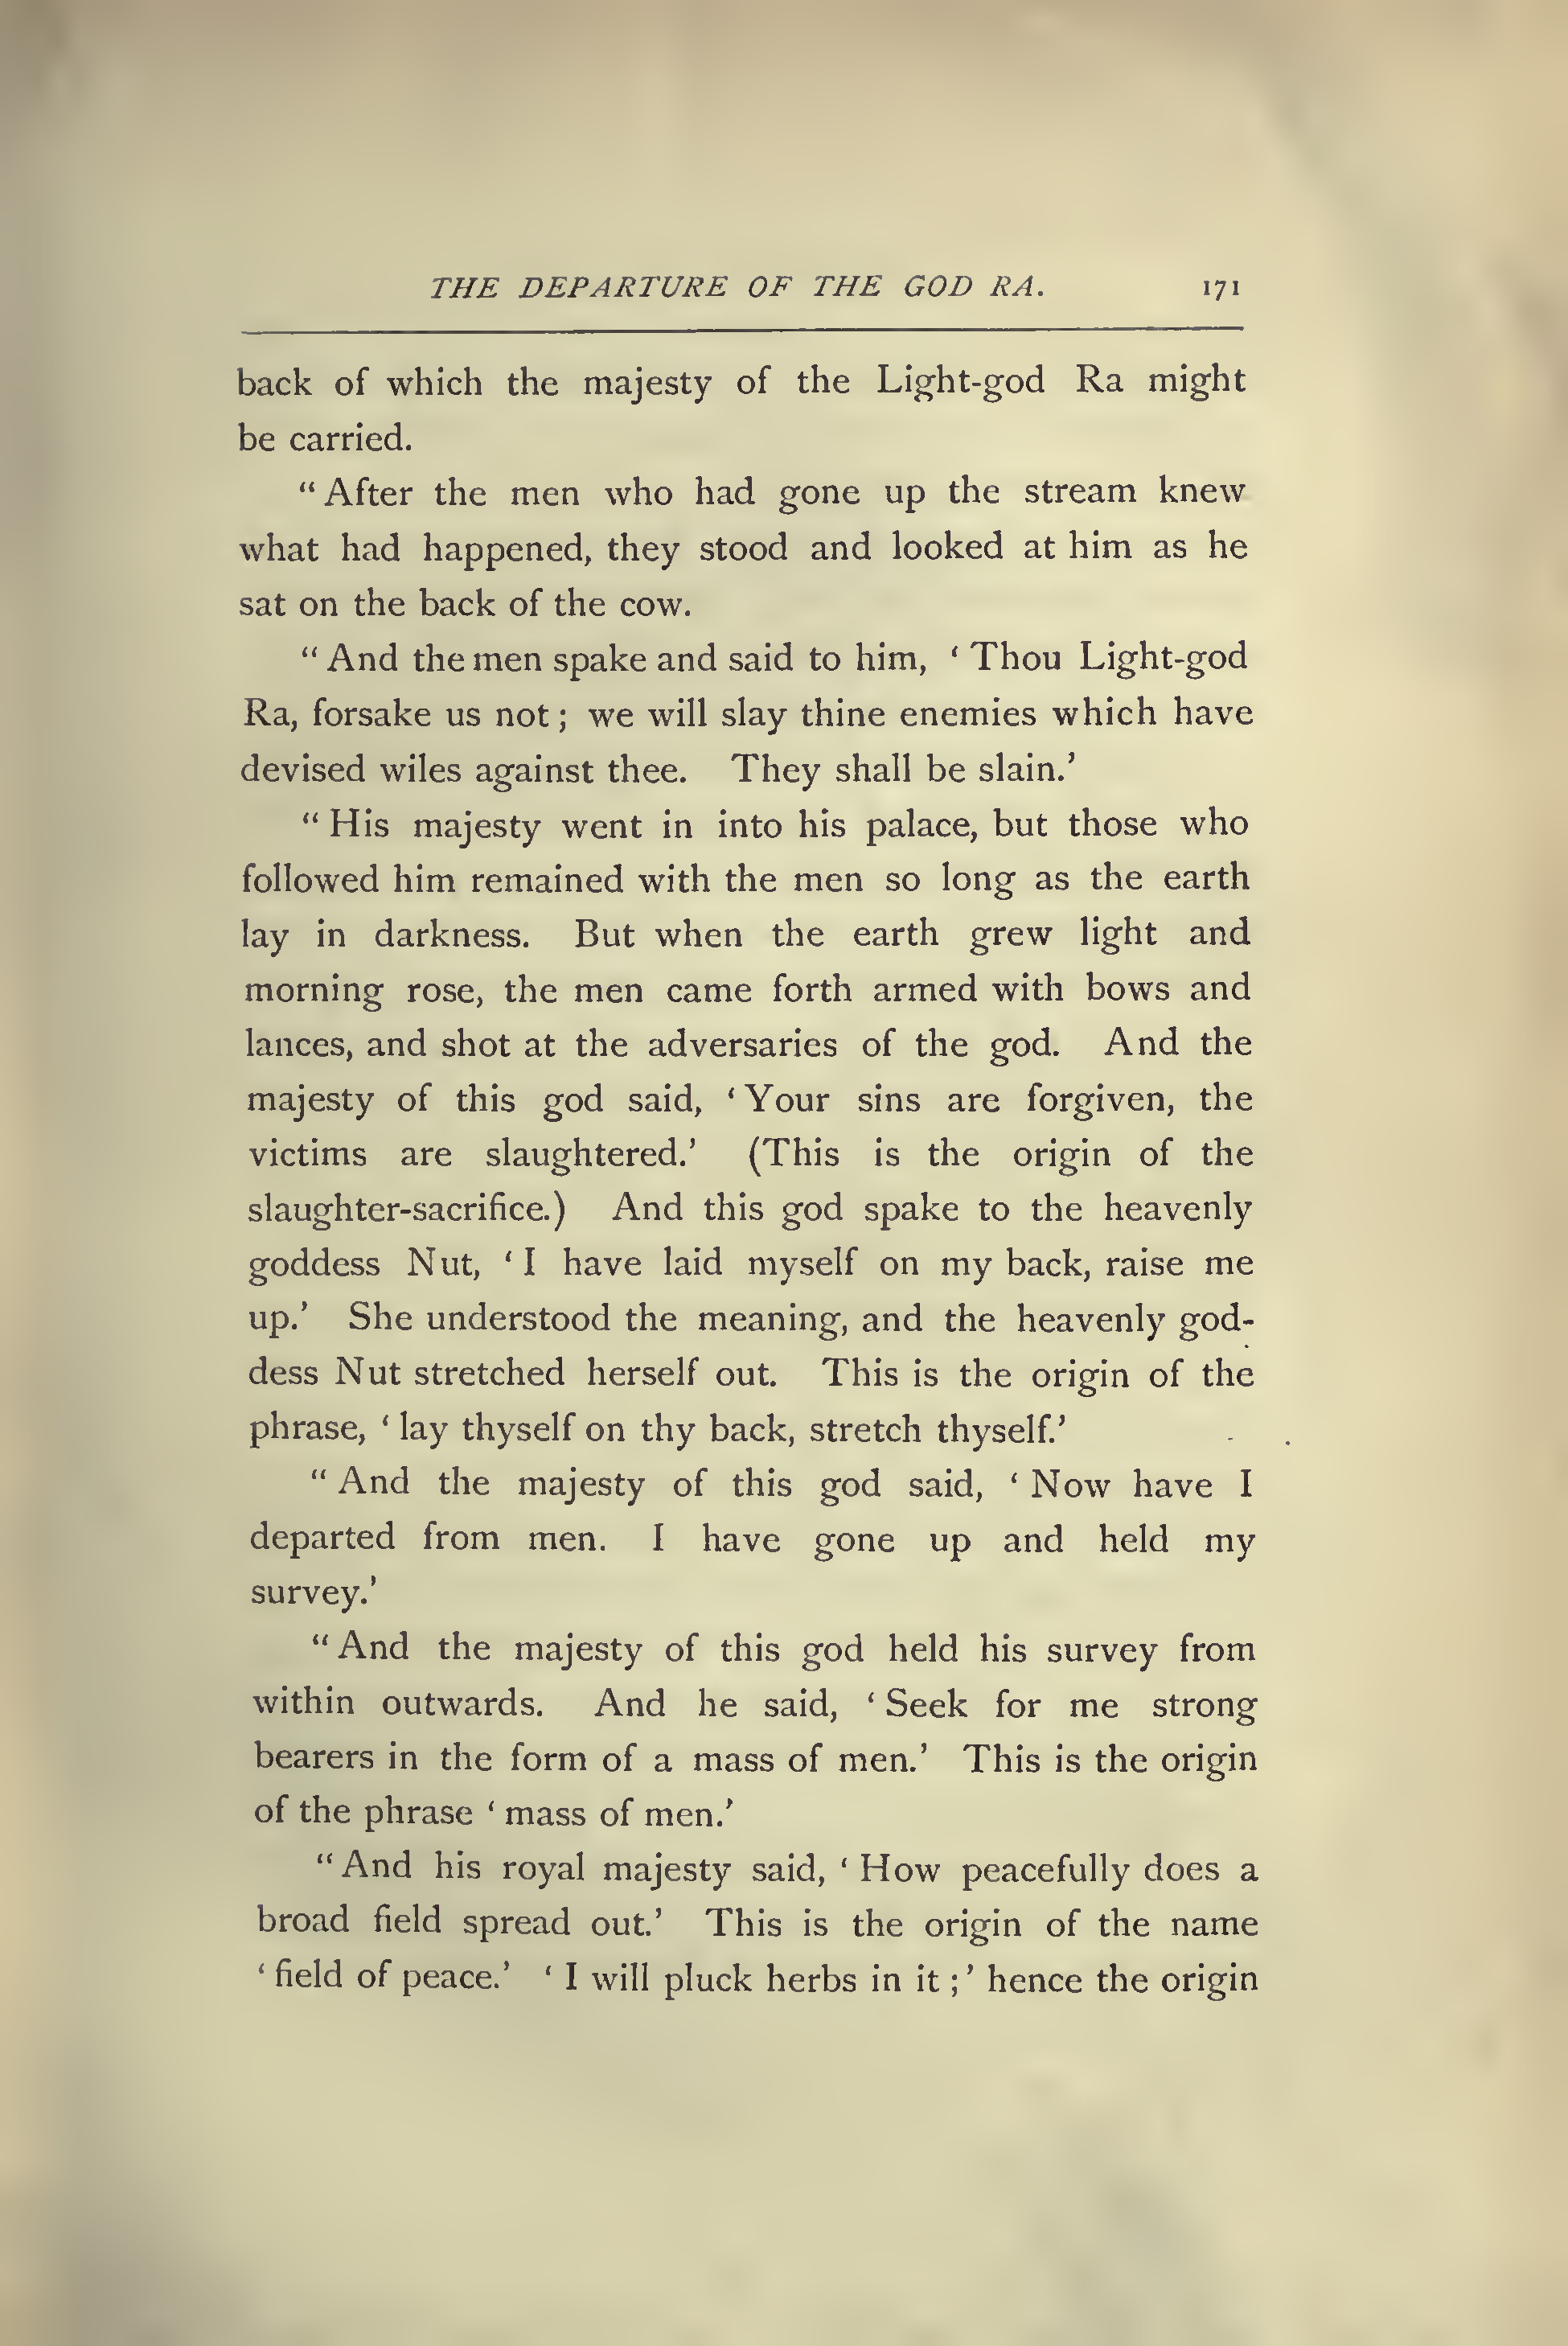 THE DEPARTURE OF THE GOD RA. 171
back of which the majesty of the Light-god Ra might
be carried.
“After the men who had gone up the stream knew
what had happened, they stood and looked at him as he
sat on the back of the cow.
“And the men spake and said to him, ‘Thou Light-god
Ra, forsake us not; we will slay thine enemies which have
devised wiles against thee. They shall be slain.’
“His majesty went in into his palace, but those who
followed him remained with the men so long as the earth
lay in darkness. But when the earth grew light and
morning rose, the men came forth armed with bows and
lances, and shot at the adversaries of the god. And the
majesty of this god said, ‘Your sins are forgiven, the
victims are slaughtered.’ (This is the origin of the
slaughter-sacrifice.) And this god spake to the heavenly
goddess Nut, ‘I have laid myself on my back, raise me
up.’ She understood the meaning, and the heavenly god-
dess Nut stretched herself out. This is the origin of the
phrase, ‘lay thyself on thy back, stretch thyself.’
“And the majesty of this god said, ‘Now have I
departed from men. I have gone up and held my
survey.’
“And the majesty of this god held his survey from
within outwards. And he said, ‘Seek for me strong
bearers in the form of a mass of men.’ This is the origin
of the phrase ‘mass of men.’
“And his royal majesty said, ‘How peacefully does a
broad field spread out.’ This is the origin of the name
‘field of peace.’ ‘I will pluck herbs in it;’ hence the origin